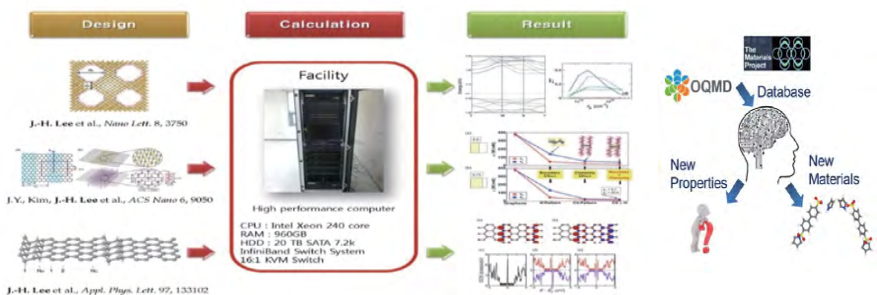 Design
Calculation
Result
J.-H. Lee et al., Nano Lett. 8, 3750
J.Y., Kim, J.-H. Lee et al., ACS Nano 6, 9050
J.-H. Lee et al., Appl. Phys. Lett. 97, 133102
Facility
High performance computer
CPU : Intel Xeon 240 core
RAM : 960GB
HDD : 20 TB SATA 7.2k
InfiniBand Switch System
16:1 KVM Switch
The
Materials
Project
OQMD
Database
New
Properties
New
Materials